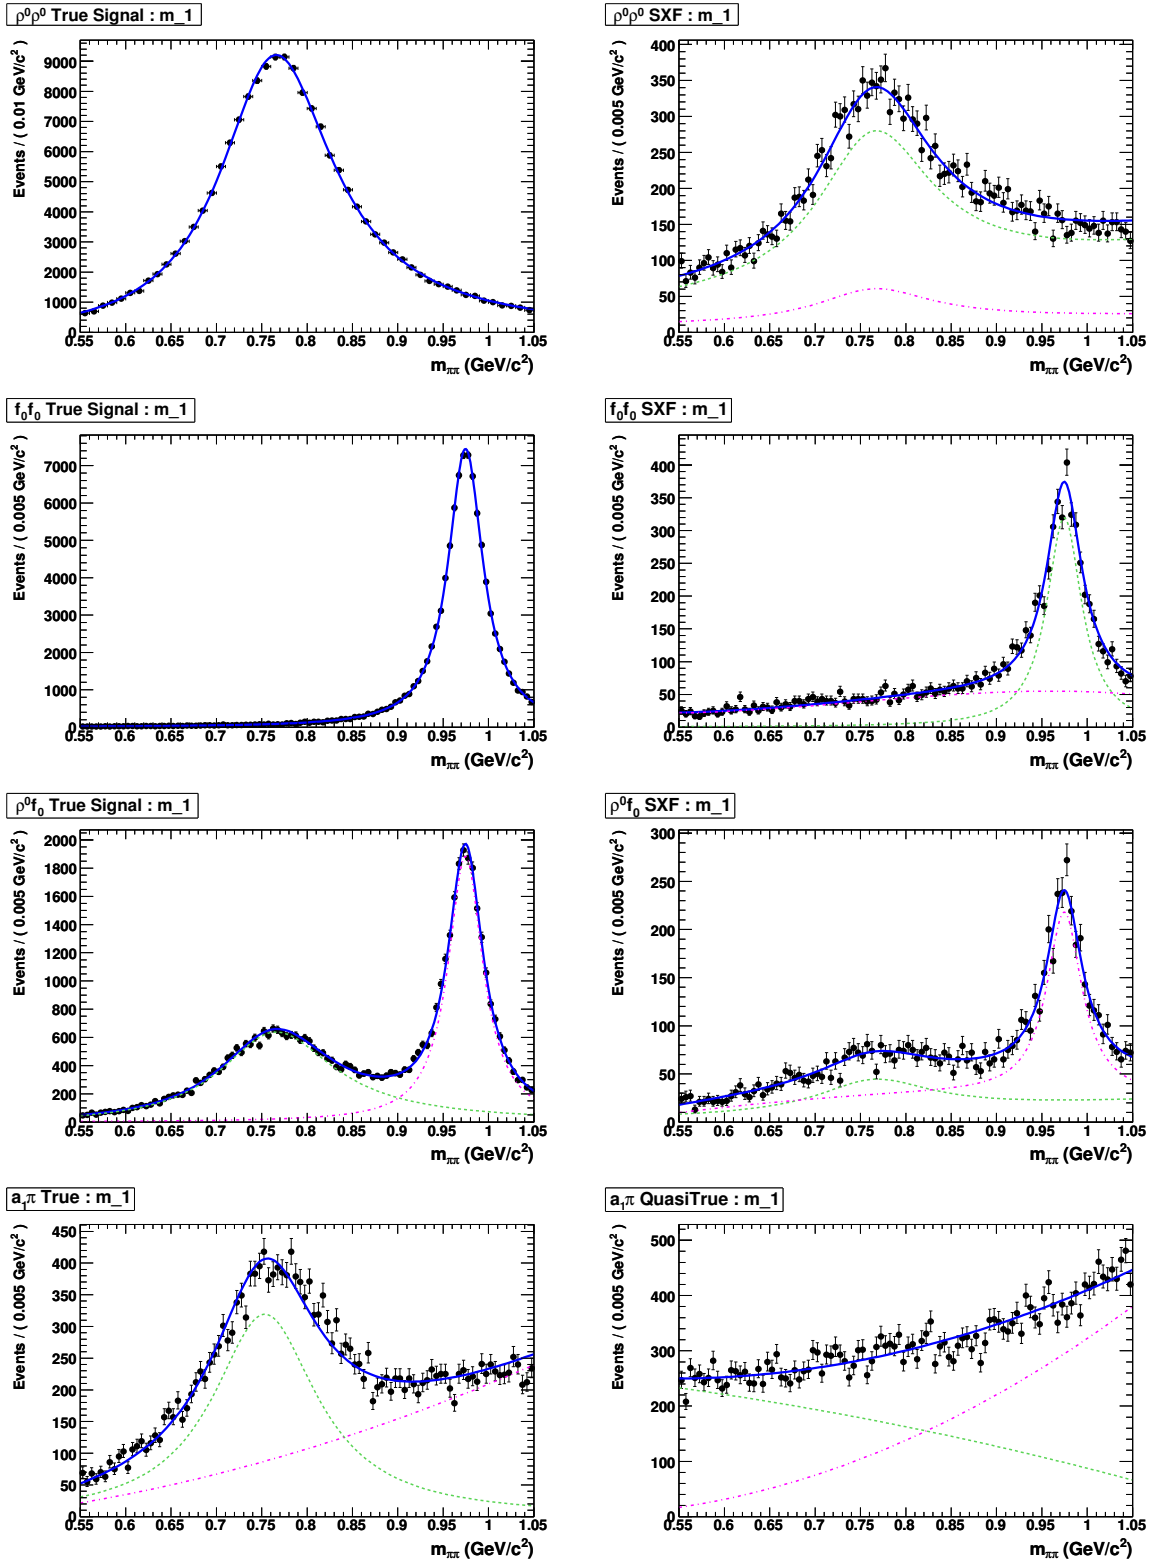 ρ⁰ρ⁰ True Signal : m_1
Events / ( 0.01 GeV/c² )
9000
8000
7000
6000
5000
4000
3000
2000
1000
0
0.55 0.6 0.65 0.7 0.75 0.8 0.85 0.9 0.95 1 1.05
mππ (GeV/c²)
ρ⁰ρ⁰ SXF : m_1
Events / ( 0.005 GeV/c² )
400
350
300
250
200
150
100
50
0
0.55 0.6 0.65 0.7 0.75 0.8 0.85 0.9 0.95 1 1.05
mππ (GeV/c²)
f₀f₀ True Signal : m_1
Events / ( 0.005 GeV/c² )
7000
6000
5000
4000
3000
2000
1000
0
0.55 0.6 0.65 0.7 0.75 0.8 0.85 0.9 0.95 1 1.05
mππ (GeV/c²)
f₀f₀ SXF : m_1
Events / ( 0.005 GeV/c² )
400
350
300
250
200
150
100
50
0
0.55 0.6 0.65 0.7 0.75 0.8 0.85 0.9 0.95 1 1.05
mππ (GeV/c²)
ρ⁰f₀ True Signal : m_1
Events / ( 0.005 GeV/c² )
2000
1800
1600
1400
1200
1000
800
600
400
200
0
0.55 0.6 0.65 0.7 0.75 0.8 0.85 0.9 0.95 1 1.05
mππ (GeV/c²)
ρ⁰f₀ SXF : m_1
Events / ( 0.005 GeV/c² )
300
250
200
150
100
50
0
0.55 0.6 0.65 0.7 0.75 0.8 0.85 0.9 0.95 1 1.05
mππ (GeV/c²)
a₁π True : m_1
Events / ( 0.005 GeV/c² )
450
400
350
300
250
200
150
100
50
0
0.55 0.6 0.65 0.7 0.75 0.8 0.85 0.9 0.95 1 1.05
mππ (GeV/c²)
a₁π QuasiTrue : m_1
Events / ( 0.005 GeV/c² )
500
400
300
200
100
0
0.55 0.6 0.65 0.7 0.75 0.8 0.85 0.9 0.95 1 1.05
mππ (GeV/c²)